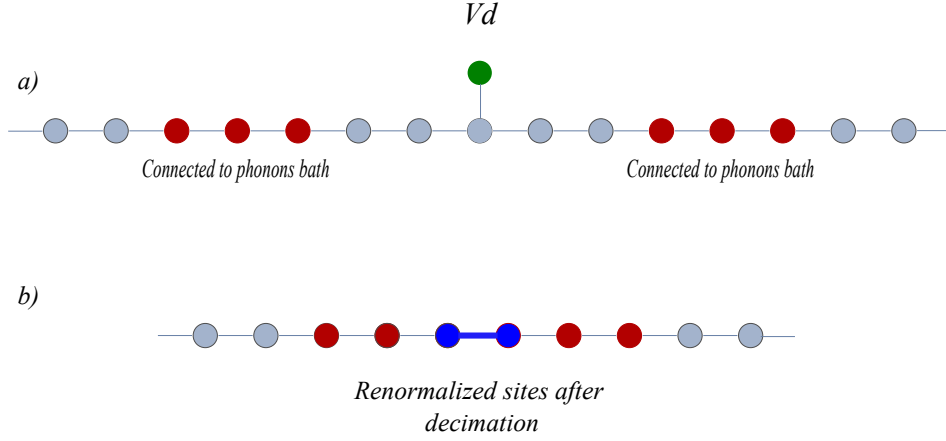 Vd
a)
Connected to phonons bath
Connected to phonons bath
b)
Renormalized sites after
decimation